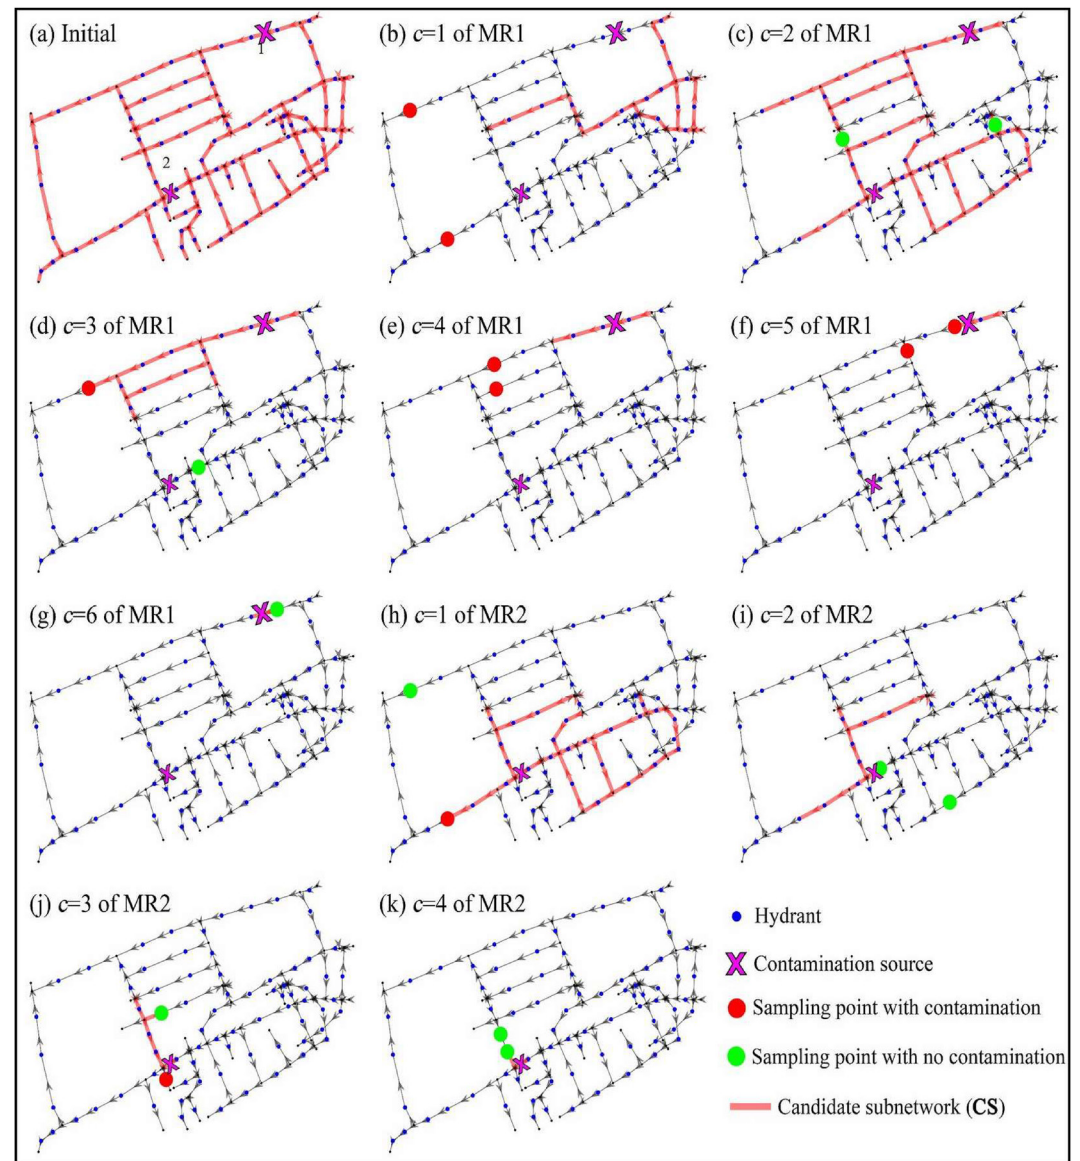 (a) Initial
(b) c=1 of MR1
(c) c=2 of MR1
1
2
(d) c=3 of MR1
(e) c=4 of MR1
(f) c=5 of MR1
(g) c=6 of MR1
(h) c=1 of MR2
(i) c=2 of MR2
(j) c=3 of MR2
(k) c=4 of MR2
Hydrant
Contamination source
Sampling point with contamination
Sampling point with no contamination
Candidate subnetwork (CS)